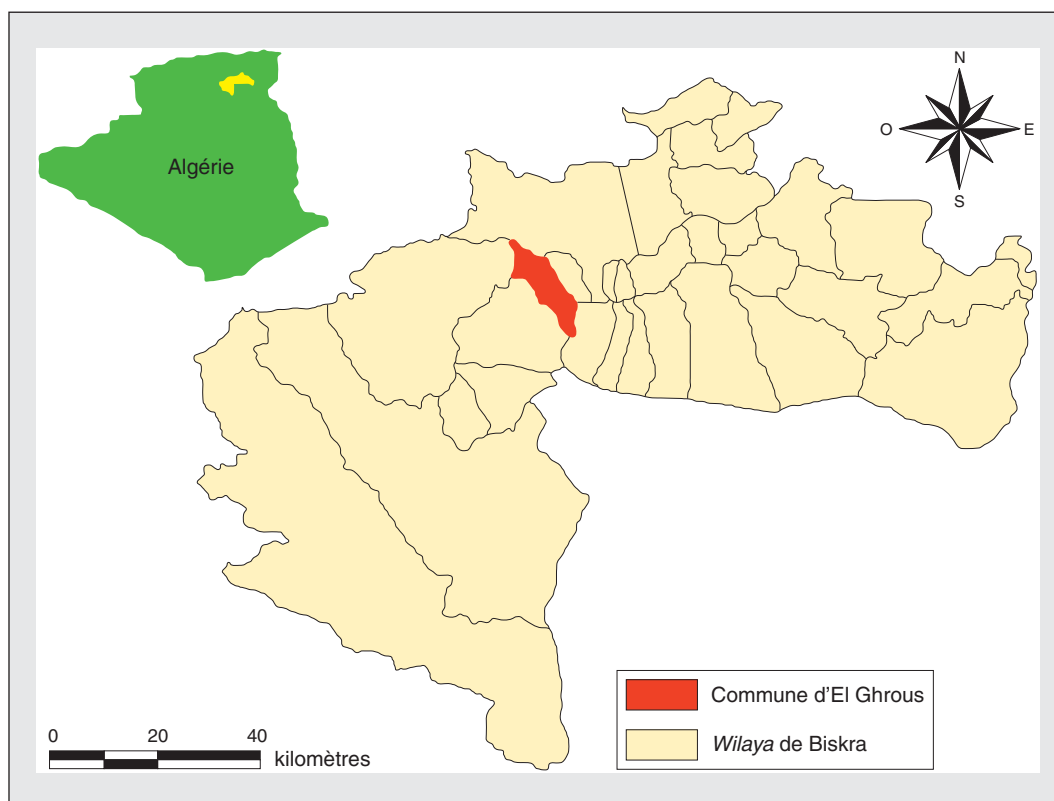 Algérie
N
O
E
S
0 20 40
kilomètres
Commune d'El Ghrous
Wilaya de Biskra